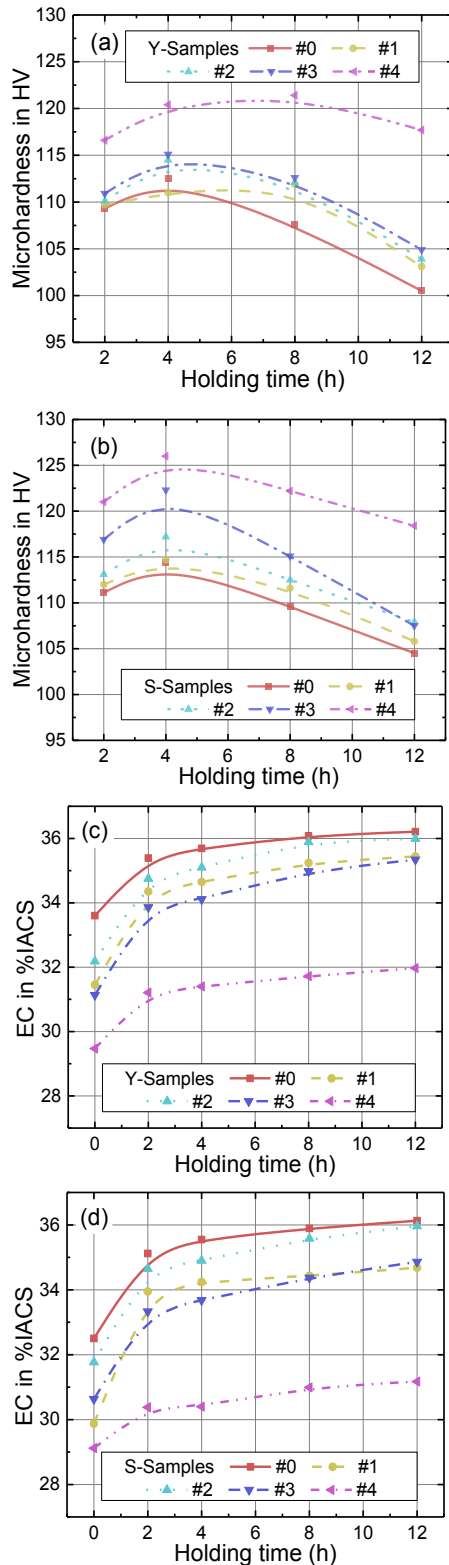 (a)
Y-Samples #0 #1
#2 #3 #4
Microhardness in HV
130
125
120
115
110
105
100
95
2 4 6 8 10 12
Holding time (h)
(b)
Microhardness in HV
130
125
120
115
110
105
100
95
S-Samples #0 #1
#2 #3 #4
2 4 6 8 10 12
Holding time (h)
(c)
EC in %IACS
36
34
32
30
28
Y-Samples #0 #1
#2 #3 #4
0 2 4 6 8 10 12
Holding time (h)
(d)
EC in %IACS
36
34
32
30
28
S-Samples #0 #1
#2 #3 #4
0 2 4 6 8 10 12
Holding time (h)